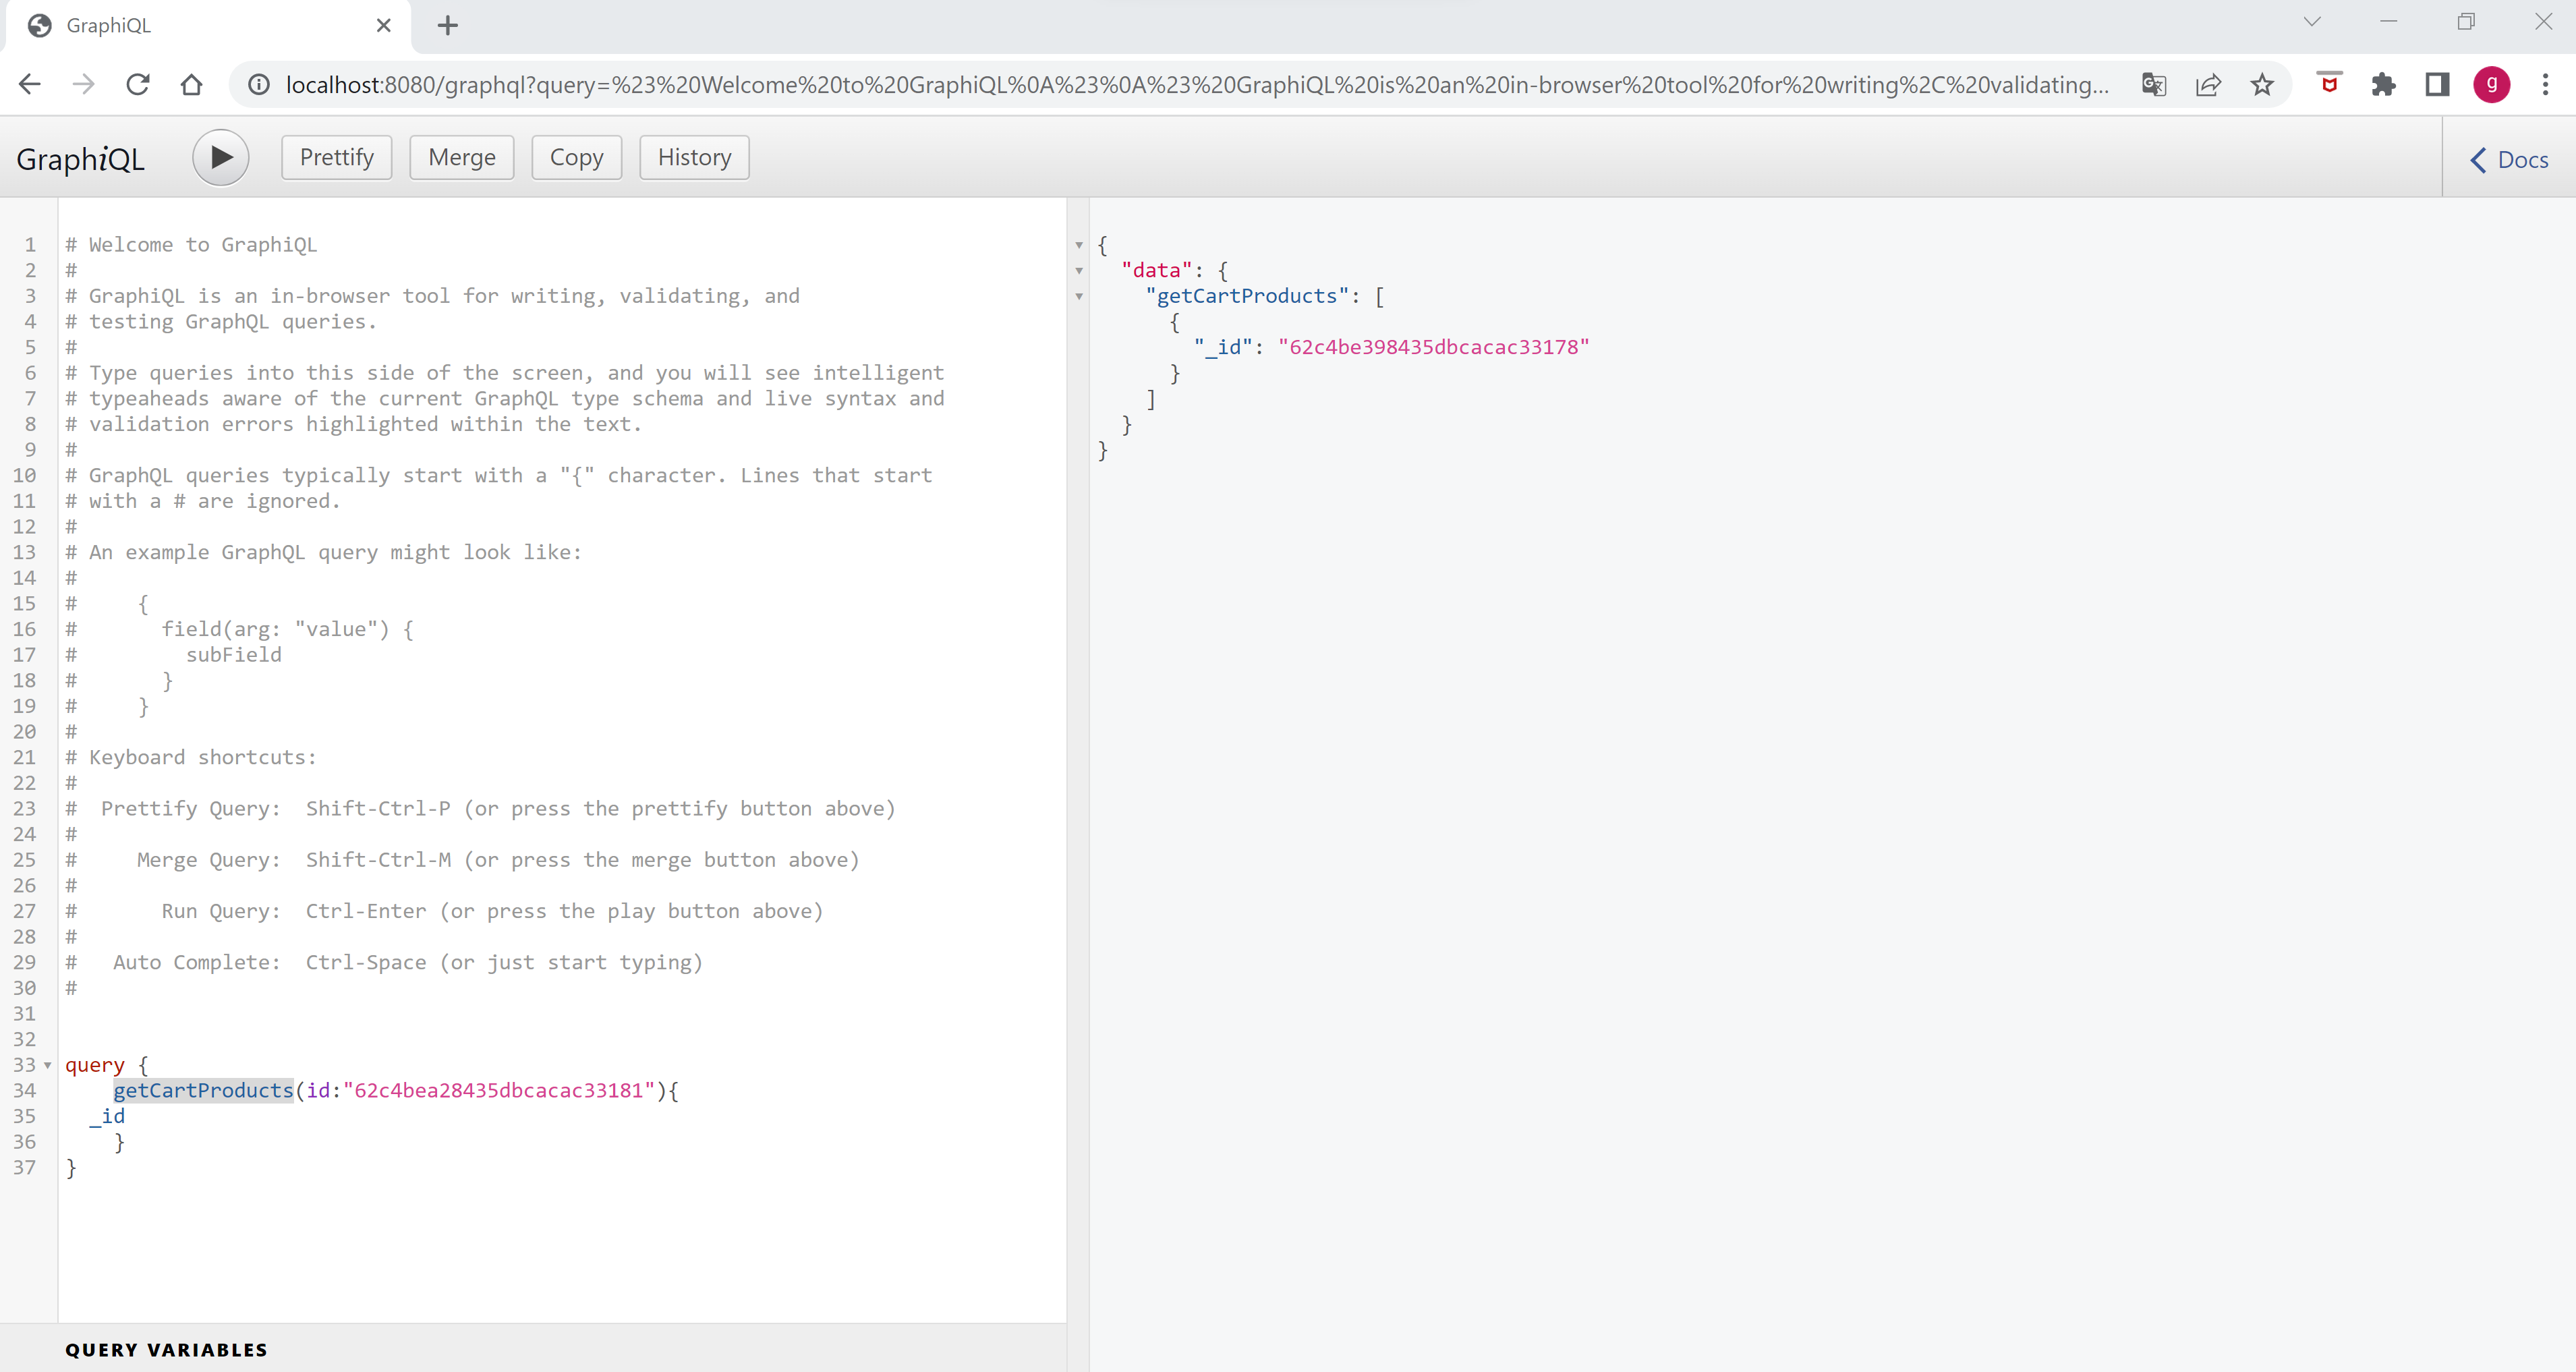 GraphiQL
localhost:8080/graphql?query=%23%20Welcome%20to%20GraphiQL%0A%23%0A%23%20GraphiQL%20is%20an%20in-browser%20tool%20for%20writing%2C%20validating...
g
GraphiQL
Prettify
Merge
Copy
History
Docs
1 # Welcome to GraphiQL
2 #
3 # GraphiQL is an in-browser tool for writing, validating, and
4 # testing GraphQL queries.
5 #
6 # Type queries into this side of the screen, and you will see intelligent
7 # typeaheads aware of the current GraphQL type schema and live syntax and
8 # validation errors highlighted within the text.
9 #
10 # GraphQL queries typically start with a "{" character. Lines that start
11 # with a # are ignored.
12 #
13 # An example GraphQL query might look like:
14 #
15 #     {
16 #       field(arg: "value") {
17 #         subField
18 #       }
19 #     }
20 #
21 # Keyboard shortcuts:
22 #
23 #  Prettify Query:  Shift-Ctrl-P (or press the prettify button above)
24 #
25 #     Merge Query:  Shift-Ctrl-M (or press the merge button above)
26 #
27 #       Run Query:  Ctrl-Enter (or press the play button above)
28 #
29 #   Auto Complete:  Ctrl-Space (or just start typing)
30 #
31
32
33 query {
34     getCartProducts(id:"62c4bea28435dbcacac33181"){
35   _id
36     }
37 }
QUERY VARIABLES
{
  "data": {
    "getCartProducts": [
      {
        "_id": "62c4be398435dbcacac33178"
      }
    ]
  }
}